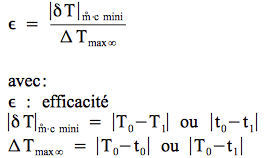 ϵ = |δT|ṁ·c mini / ΔTmax∞
avec:
ϵ : efficacité
|δT|ṁ·c mini = |T₀−T₁| ou |t₀−t₁|
ΔTmax∞ = |T₀−t₀| ou |T₀−t₁|